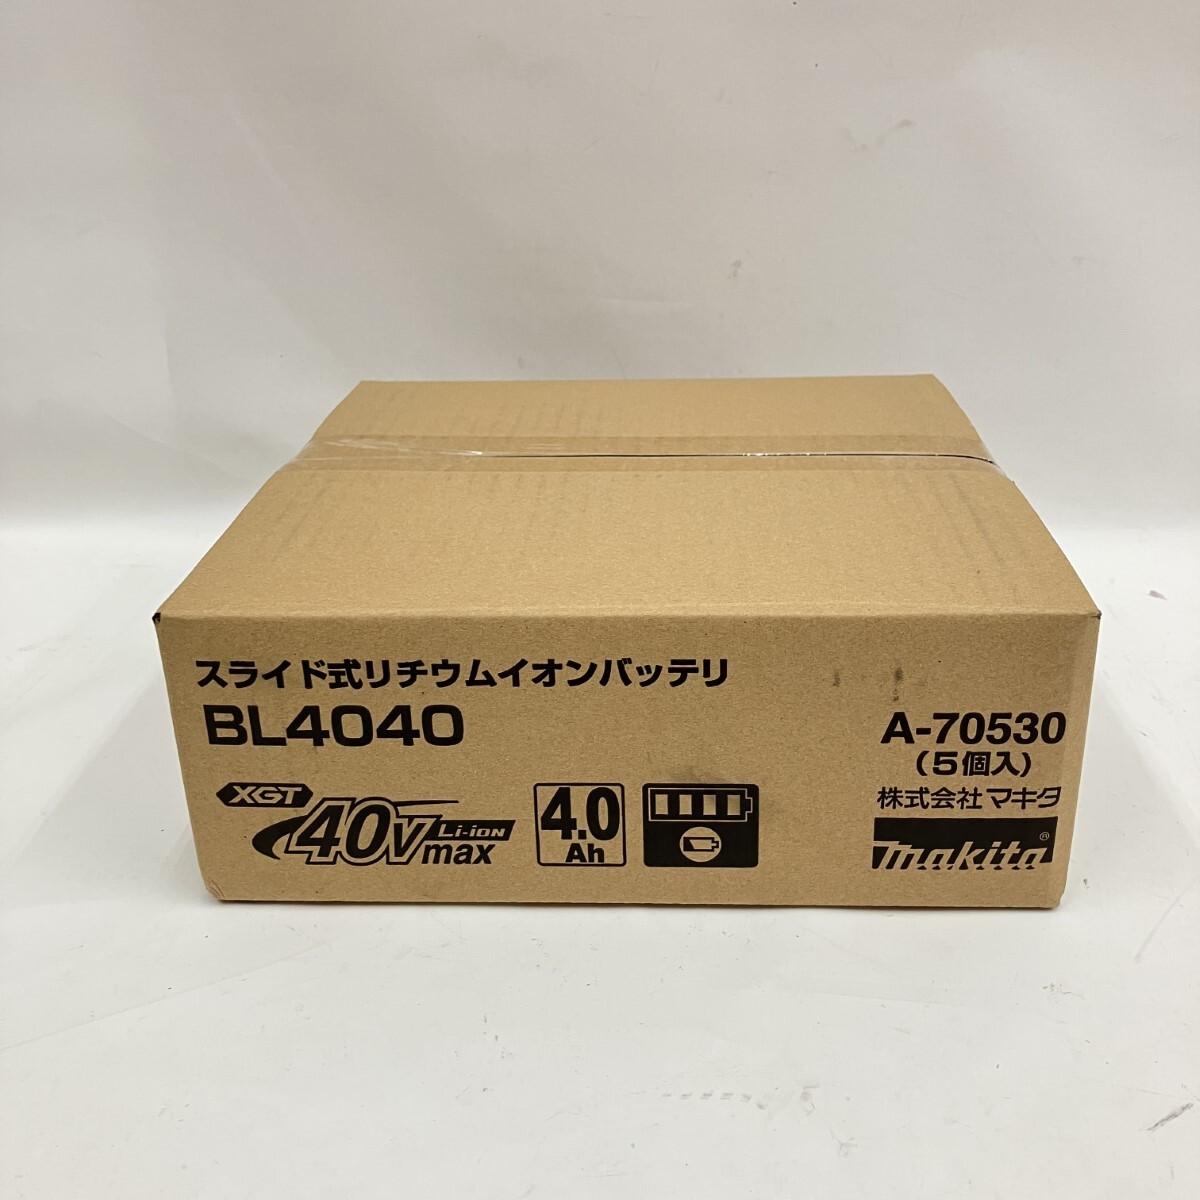 スライド式リチウムイオンバッテリ
BL4040
XGT
40Vmax Li-ion
4.0
Ah
A-70530
(5個入)
株式会社マキタ
makita®